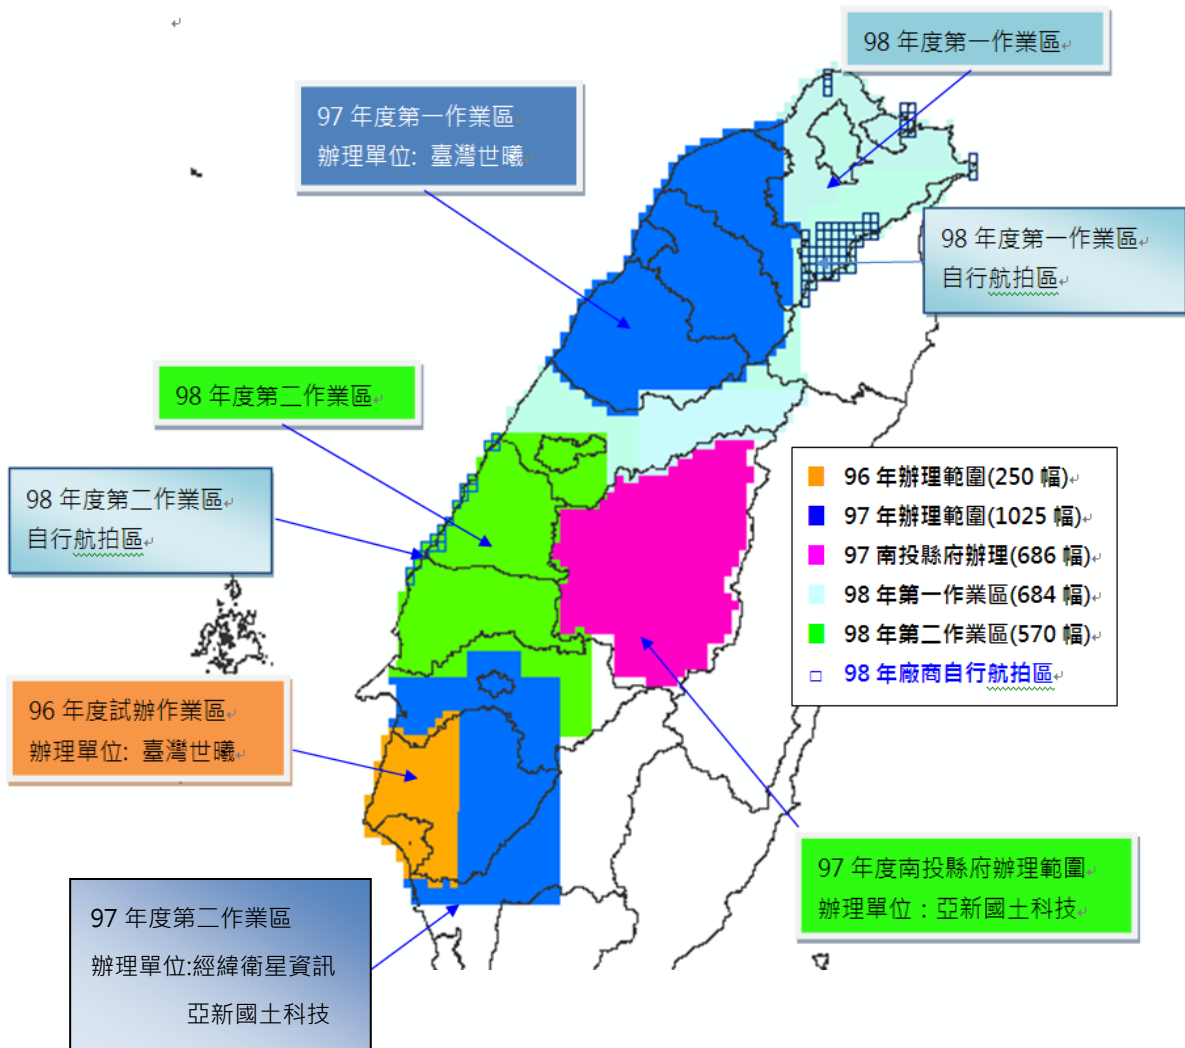 98 年度第一作業區
97 年度第一作業區
辦理單位: 臺灣世曦
98 年度第一作業區
自行航拍區
98 年度第二作業區
98 年度第二作業區
自行航拍區
96 年辦理範圍(250 幅)
97 年辦理範圍(1025 幅)
97 南投縣府辦理(686 幅)
98 年第一作業區(684 幅)
98 年第二作業區(570 幅)
98 年廠商自行航拍區
96 年度試辦作業區
辦理單位: 臺灣世曦
97 年度南投縣府辦理範圍
辦理單位：亞新國土科技
97 年度第二作業區
辦理單位:經緯衛星資訊
亞新國土科技